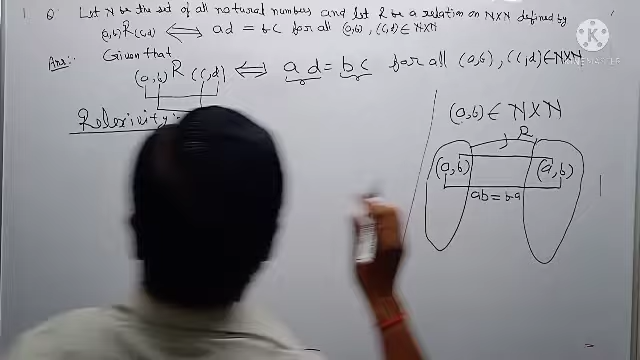 1. Q. Let N be the set of all natural numbers and let R be a relation on N×N defined by
(a,b) R (c,d) ⟺ ad = bc for all (a,b), (c,d) ∈ N×N
Ans:- Given that
(a,b) R (c,d) ⟺ ad = bc for all (a,b), (c,d) ∈ N×N
Reflexivity:
(a,b) ∈ N×N
R
(a,b) (a,b)
ab = ba